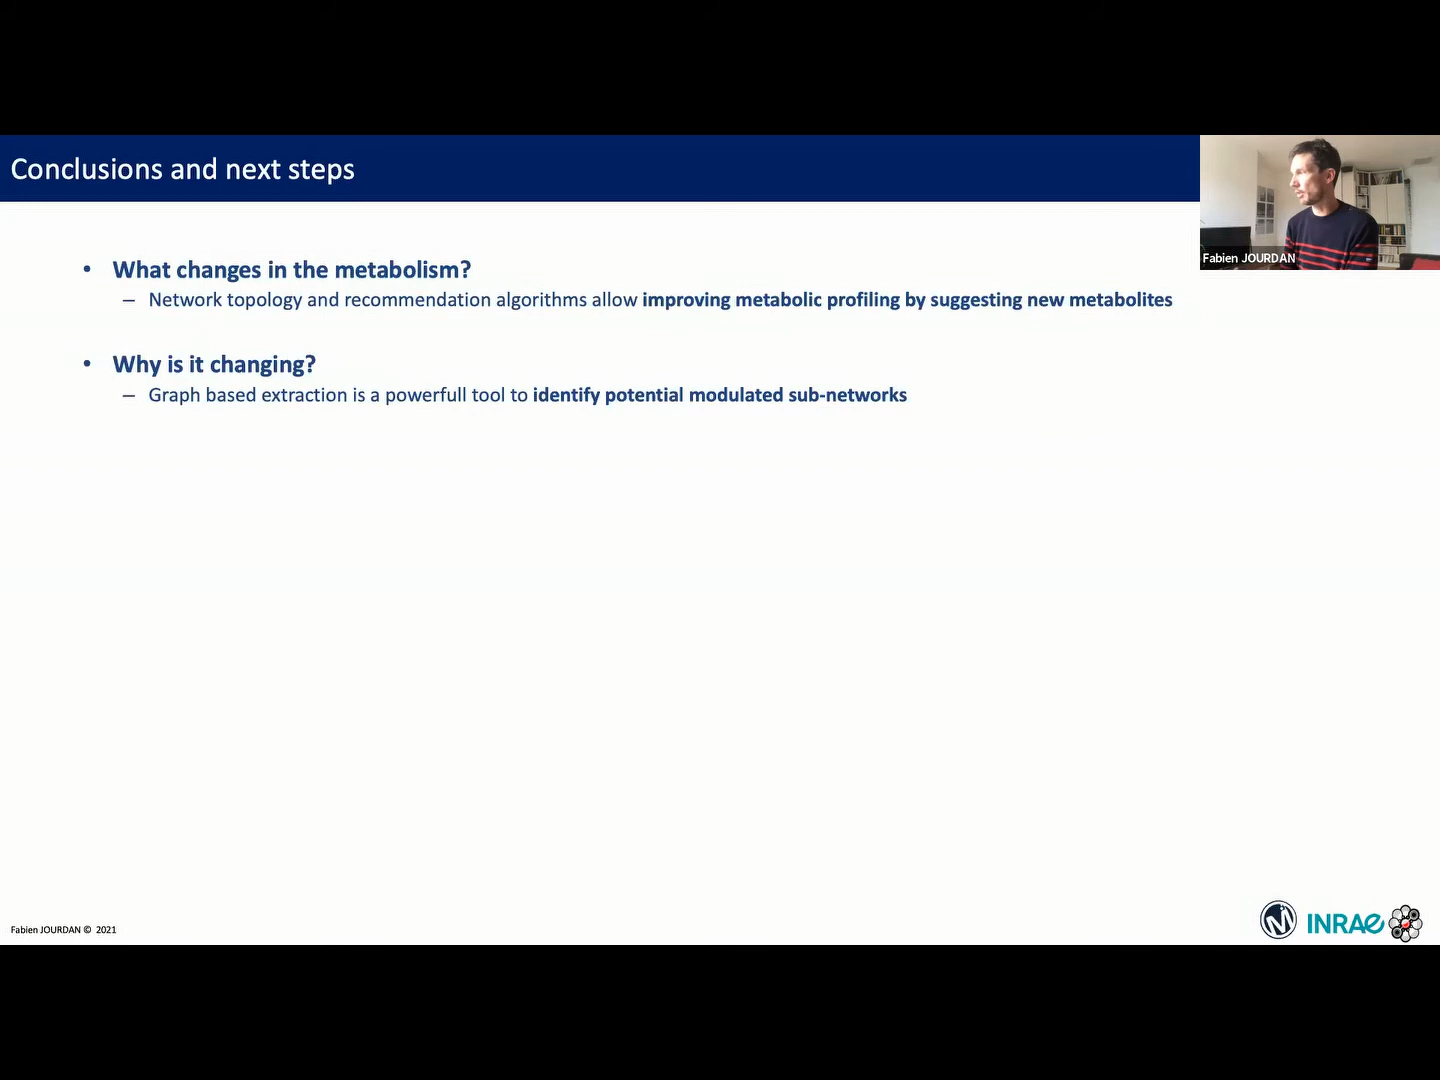 Conclusions and next steps
Fabien JOURDAN
• What changes in the metabolism?
– Network topology and recommendation algorithms allow improving metabolic profiling by suggesting new metabolites
• Why is it changing?
– Graph based extraction is a powerfull tool to identify potential modulated sub-networks
Fabien JOURDAN © 2021
M INRAE